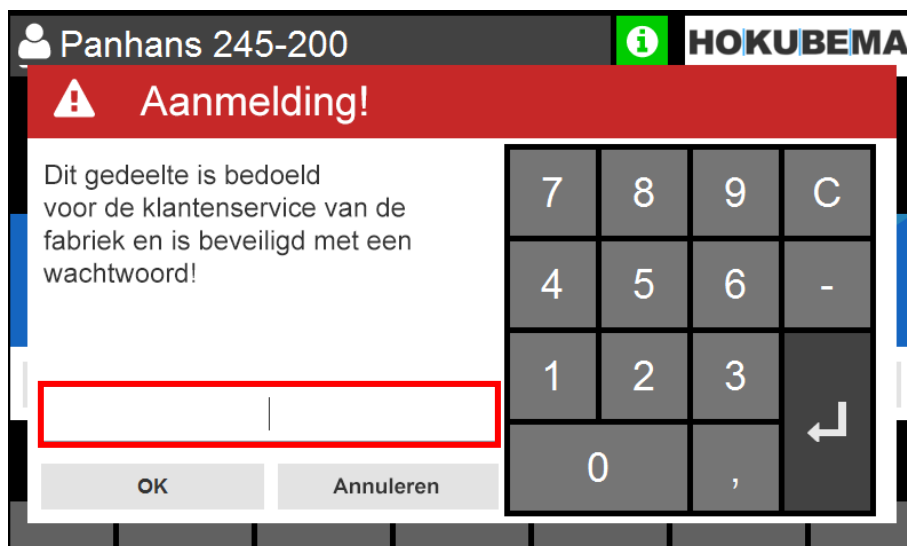 Panhans 245-200
i
HOKUBEMA
Aanmelding!
Dit gedeelte is bedoeld
voor de klantenservice van de
fabriek en is beveiligd met een
wachtwoord!
OK Annuleren
7 8 9 C
4 5 6 -
1 2 3
0 ,